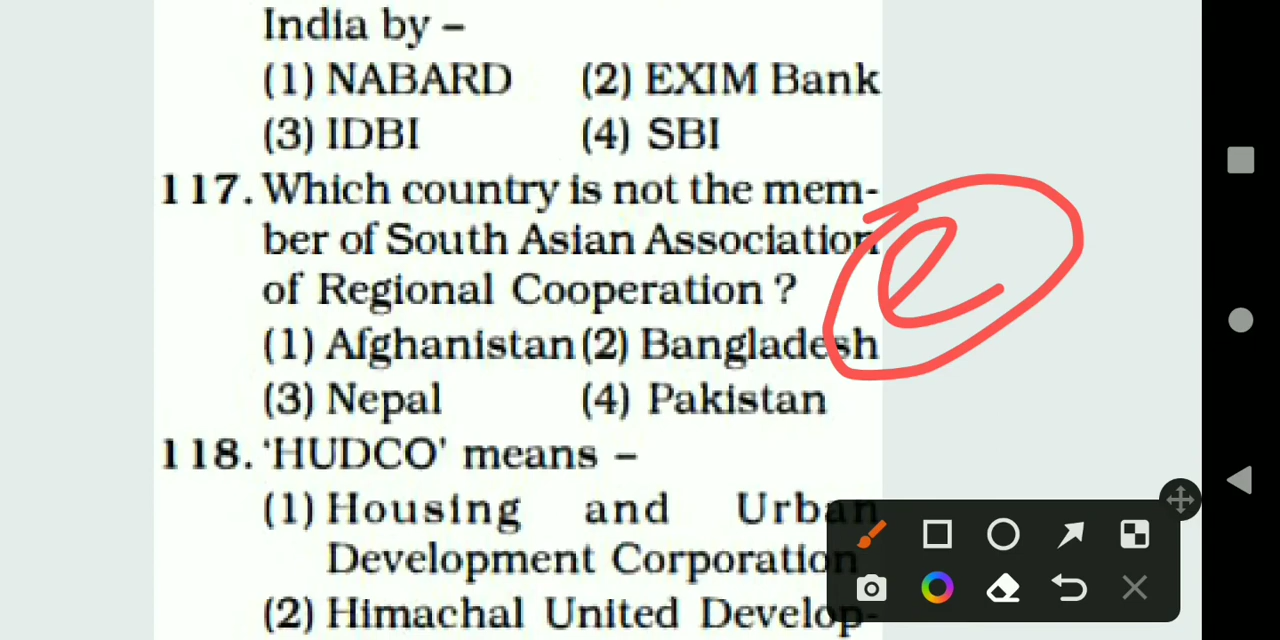 India by –
(1) NABARD (2) EXIM Bank
(3) IDBI (4) SBI
117. Which country is not the mem-
ber of South Asian Association
of Regional Cooperation ?
(1) Afghanistan (2) Bangladesh
(3) Nepal (4) Pakistan
118. 'HUDCO' means –
(1) Housing and Urban
Development Corporation
(2) Himachal United Develop-
e